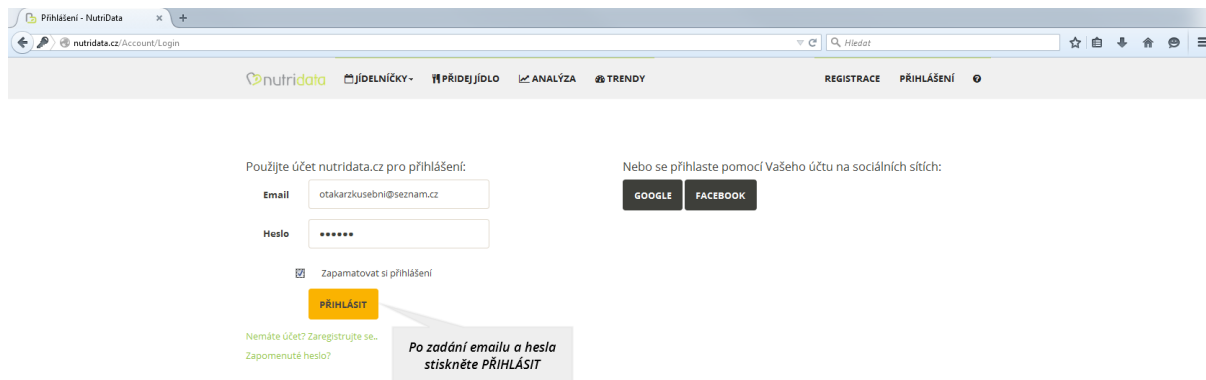 Přihlášení - NutriData
nutridata.cz/Account/Login
Hledat
nutridata
JÍDELNÍČKY
PŘIDEJ JÍDLO
ANALÝZA
TRENDY
REGISTRACE
PŘIHLÁŠENÍ
Použijte účet nutridata.cz pro přihlášení:
Email
otakarzkusebni@seznam.cz
Heslo
••••••
Zapamatovat si přihlášení
PŘIHLÁSIT
Nemáte účet? Zaregistrujte se..
Zapomenuté heslo?
Nebo se přihlaste pomocí Vašeho účtu na sociálních sítích:
GOOGLE
FACEBOOK
Po zadání emailu a hesla
stiskněte PŘIHLÁSIT